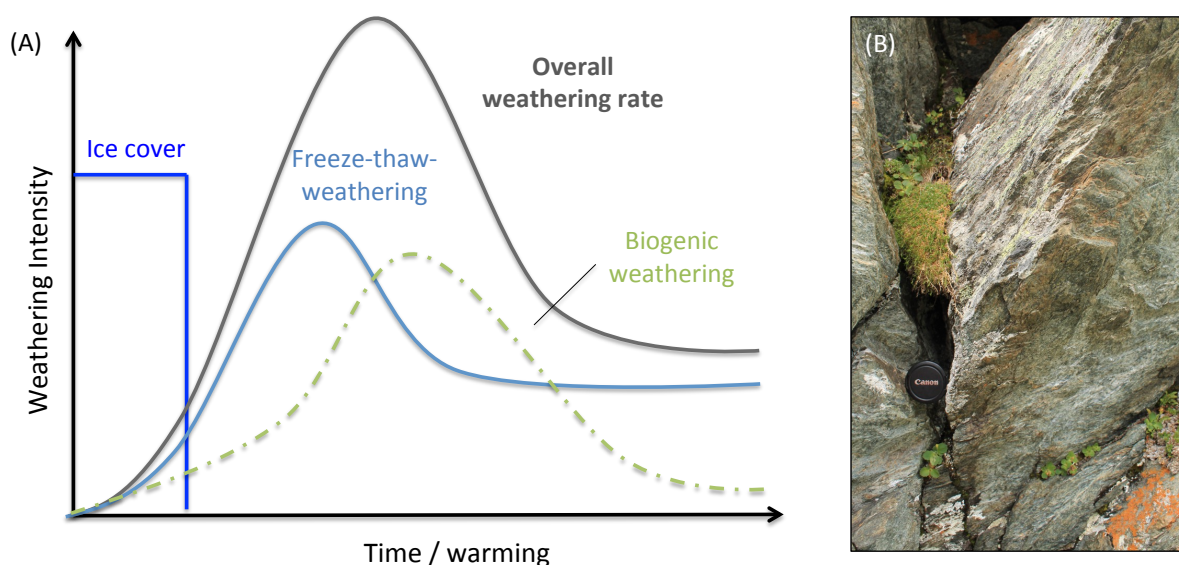 (A)
Overall
weathering rate
Ice cover
Freeze-thaw-
weathering
Biogenic
weathering
Weathering Intensity
Time / warming
(B)
Canon